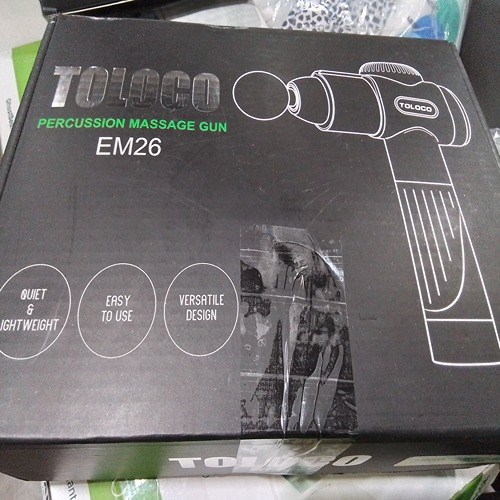 TOLOCO
PERCUSSION MASSAGE GUN
EM26
TOLOCO
QUIET
&
LIGHTWEIGHT
EASY
TO USE
VERSATILE
DESIGN
TOLOCO